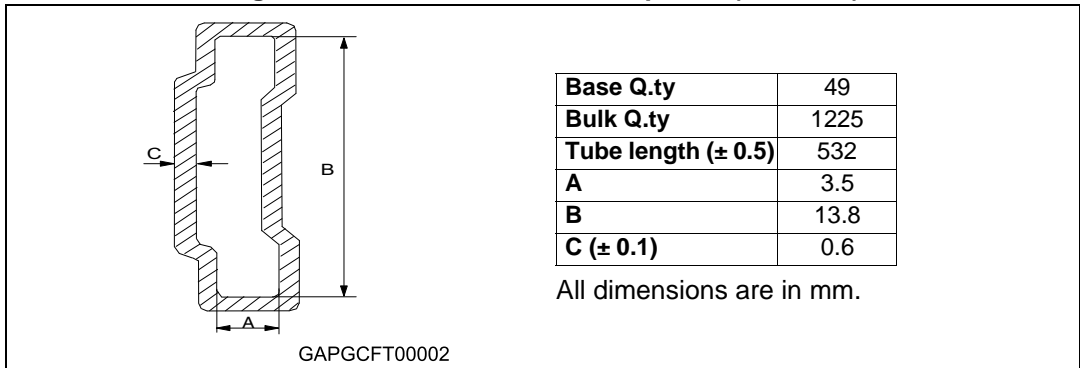 C
B
A
GAPGCFT00002
Base Q.ty 49
Bulk Q.ty 1225
Tube length (± 0.5) 532
A 3.5
B 13.8
C (± 0.1) 0.6
All dimensions are in mm.